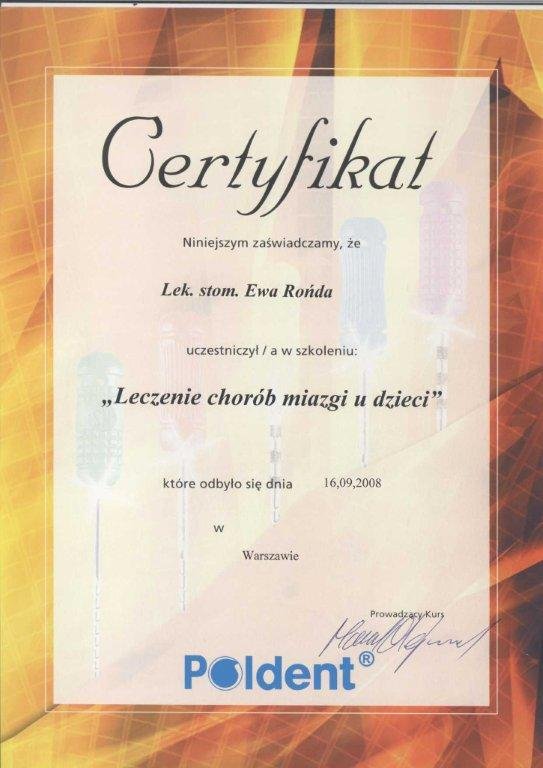 Certyfikat
Niniejszym zaświadczamy, że
Lek. stom. Ewa Rońda
uczestniczył / a w szkoleniu:
„Leczenie chorób miazgi u dzieci”
które odbyło się dnia 16,09,2008
w
Warszawie
Prowadzący Kurs
Poldent®